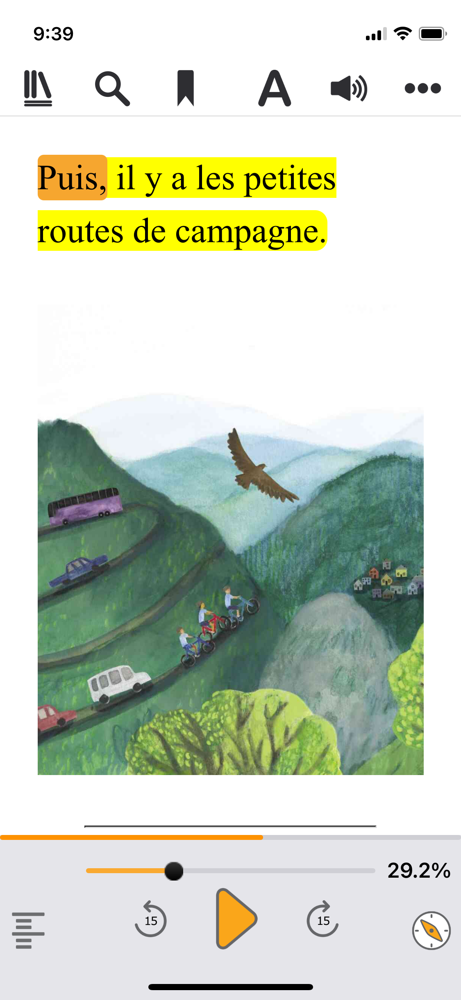 9:39
A
Puis, il y a les petites
routes de campagne.
29.2%
15
15